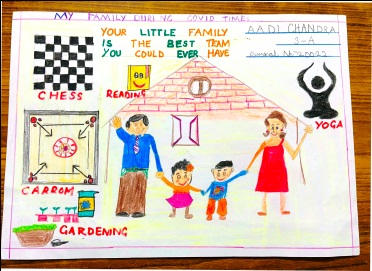 MY FAMILY DURING COVID TIME
YOUR LITTLE FAMILY
IS THE BEST TEAM
YOU COULD EVER HAVE
AADI CHANDRA
3-A
CHESS
READING
YOGA
CARROM
GARDENING